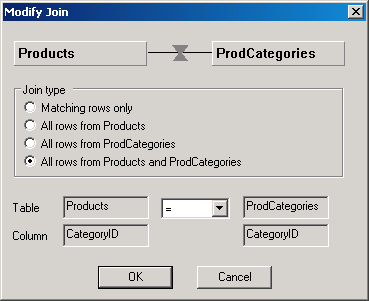 Modify Join
Products
ProdCategories
Join type
Matching rows only
All rows from Products
All rows from ProdCategories
All rows from Products and ProdCategories
Table
Products
=
ProdCategories
Column
CategoryID
CategoryID
OK
Cancel